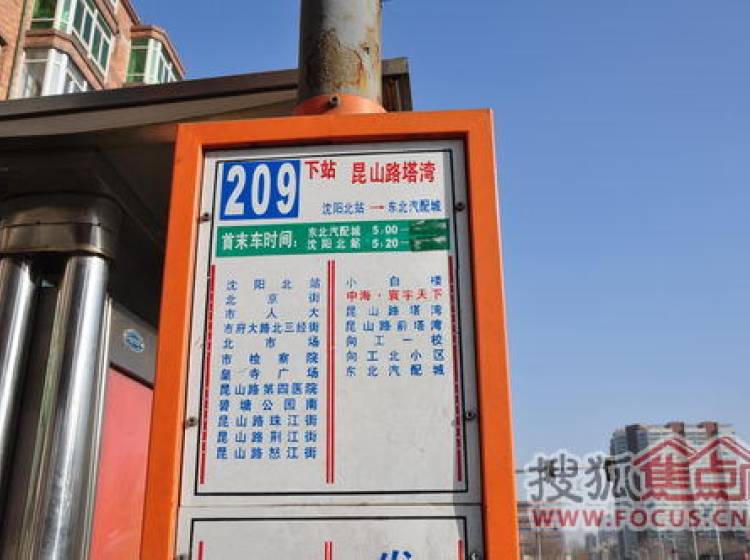 209 下站 昆山路塔湾
沈阳北站→东北汽配城
首末车时间: 东北汽配城 5:00—
沈阳北站 5:20—
沈阳北站
北京街
市人大
市府大路北三经街
北市场
市检察院
皇寺广场
昆山路第四医院
碧塘公园南
昆山路珠江街
昆山路荆江街
昆山路怒江街
小白楼
中海·寰宇天下
昆山路塔湾
昆山路前塔湾
向工一校
向工北小区
东北汽配城
搜狐焦点
WWW.FOCUS.CN